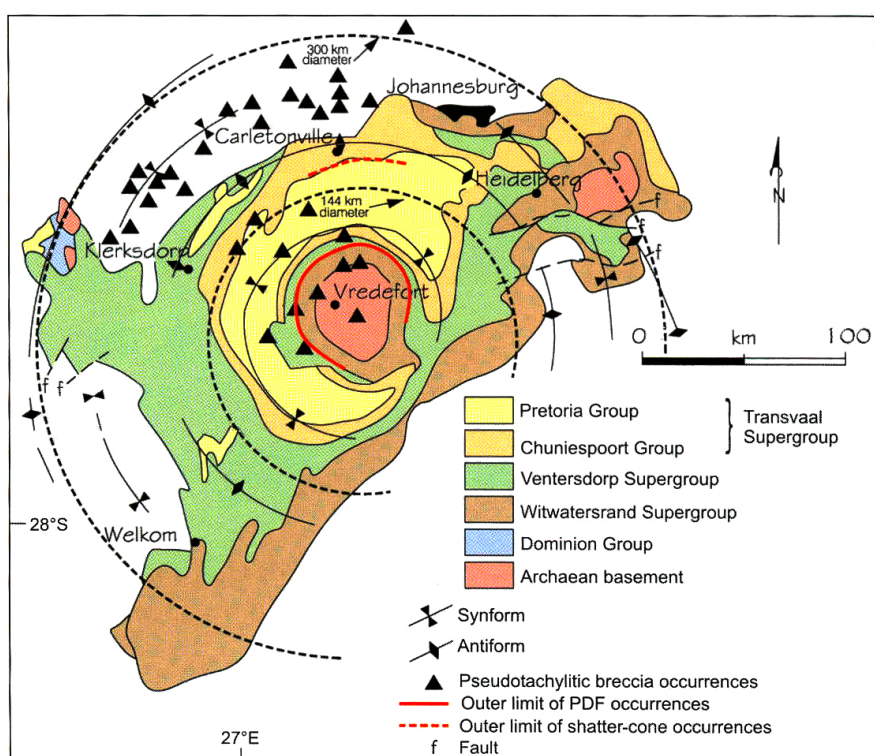 300 km
diameter
Johannesburg
Carletonville
Heidelberg
144 km
diameter
f
f
f
N
Klerksdorp
Vredefort
0 100
km
f f
Pretoria Group
Chuniespoort Group
} Transvaal
Supergroup
Ventersdorp Supergroup
Witwatersrand Supergroup
Dominion Group
Archaean basement
28°S
Welkom
Synform
Antiform
Pseudotachylitic breccia occurrences
Outer limit of PDF occurrences
Outer limit of shatter-cone occurrences
f Fault
27°E